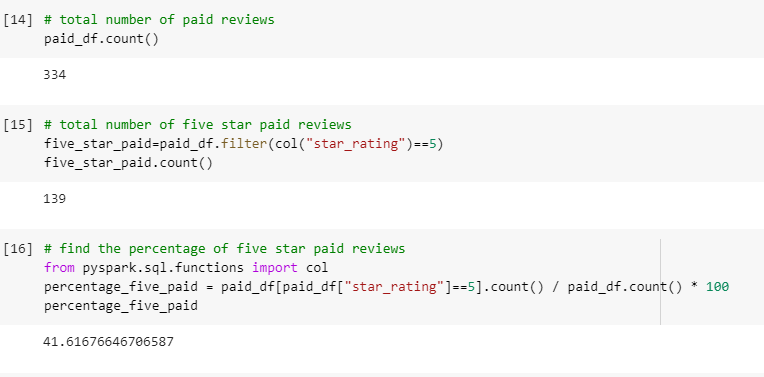 [14] # total number of paid reviews
paid_df.count()
334
[15] # total number of five star paid reviews
five_star_paid=paid_df.filter(col("star_rating")==5)
five_star_paid.count()
139
[16] # find the percentage of five star paid reviews
from pyspark.sql.functions import col
percentage_five_paid = paid_df[paid_df["star_rating"]==5].count() / paid_df.count() * 100
percentage_five_paid
41.61676646706587